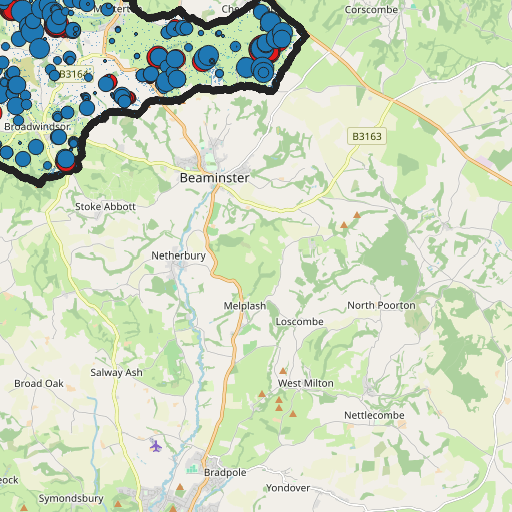 Corscombe
B316
Broadwindsor
B3163
Beaminster
Stoke Abbott
Netherbury
Melplash
North Poorton
Loscombe
Salway Ash
Broad Oak
West Milton
Nettlecombe
Bradpole
Yondover
Symondsbury